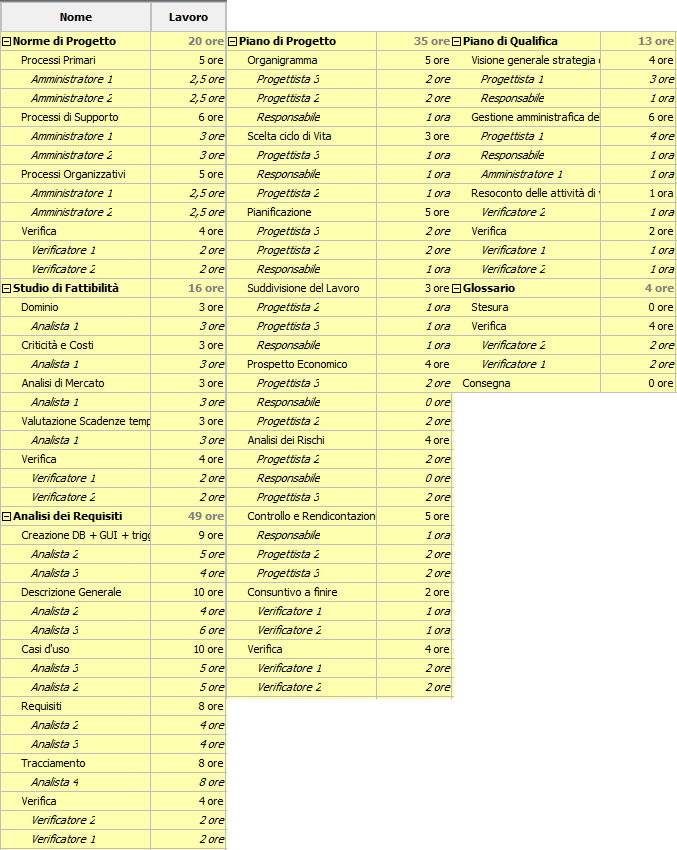 Nome Lavoro
Norme di Progetto 20 ore
Processi Primari 5 ore
Amministratore 1 2,5 ore
Amministratore 2 2,5 ore
Processi di Supporto 6 ore
Amministratore 1 3 ore
Amministratore 2 3 ore
Processi Organizzativi 5 ore
Amministratore 1 2,5 ore
Amministratore 2 2,5 ore
Verifica 4 ore
Verificatore 1 2 ore
Verificatore 2 2 ore
Studio di Fattibilità 16 ore
Dominio 3 ore
Analista 1 3 ore
Criticità e Costi 3 ore
Analista 1 3 ore
Analisi di Mercato 3 ore
Analista 1 3 ore
Valutazione Scadenze temp 3 ore
Analista 1 3 ore
Verifica 4 ore
Verificatore 1 2 ore
Verificatore 2 2 ore
Analisi dei Requisiti 49 ore
Creazione DB + GUI + trigg 9 ore
Analista 2 5 ore
Analista 3 4 ore
Descrizione Generale 10 ore
Analista 2 4 ore
Analista 3 6 ore
Casi d'uso 10 ore
Analista 3 5 ore
Analista 2 5 ore
Requisiti 8 ore
Analista 2 4 ore
Analista 3 4 ore
Tracciamento 8 ore
Analista 4 8 ore
Verifica 4 ore
Verificatore 2 2 ore
Verificatore 1 2 ore
Piano di Progetto 35 ore
Organigramma 5 ore
Progettista 3 2 ore
Progettista 2 2 ore
Responsabile 1 ora
Scelta ciclo di Vita 3 ore
Progettista 3 1 ora
Responsabile 1 ora
Progettista 2 1 ora
Pianificazione 5 ore
Progettista 3 2 ore
Progettista 2 2 ore
Responsabile 1 ora
Suddivisione del Lavoro 3 ore
Progettista 2 1 ora
Progettista 3 1 ora
Responsabile 1 ora
Prospetto Economico 4 ore
Progettista 3 2 ore
Responsabile 0 ore
Progettista 2 2 ore
Analisi dei Rischi 4 ore
Progettista 2 2 ore
Responsabile 0 ore
Progettista 3 2 ore
Controllo e Rendicontazion 5 ore
Responsabile 1 ora
Progettista 2 2 ore
Progettista 3 2 ore
Consuntivo a finire 2 ore
Verificatore 1 1 ora
Verificatore 2 1 ora
Verifica 4 ore
Verificatore 1 2 ore
Verificatore 2 2 ore
Piano di Qualifica 13 ore
Visione generale strategia 4 ore
Progettista 1 3 ore
Responsabile 1 ora
Gestione amministrafica de 6 ore
Progettista 1 4 ore
Responsabile 1 ora
Amministratore 1 1 ora
Resoconto delle attività di 1 ora
Verificatore 2 1 ora
Verifica 2 ore
Verificatore 1 1 ora
Verificatore 2 1 ora
Glossario 4 ore
Stesura 0 ore
Verifica 4 ore
Verificatore 2 2 ore
Verificatore 1 2 ore
Consegna 0 ore